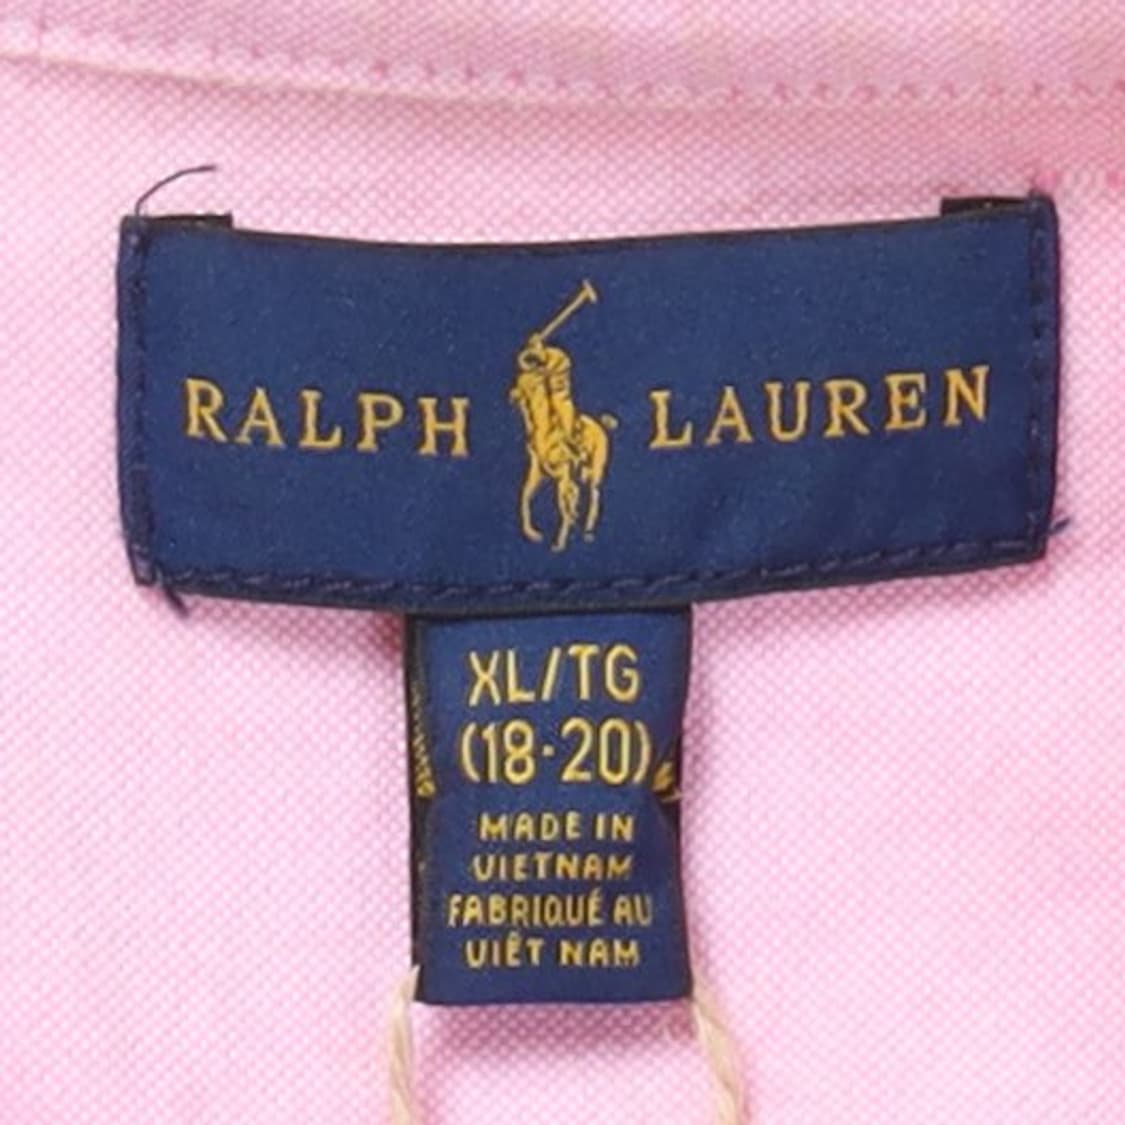 RALPH LAUREN
XL/TG
(18-20)
MADE IN
VIETNAM
FABRIQUÉ AU
VIÊT NAM